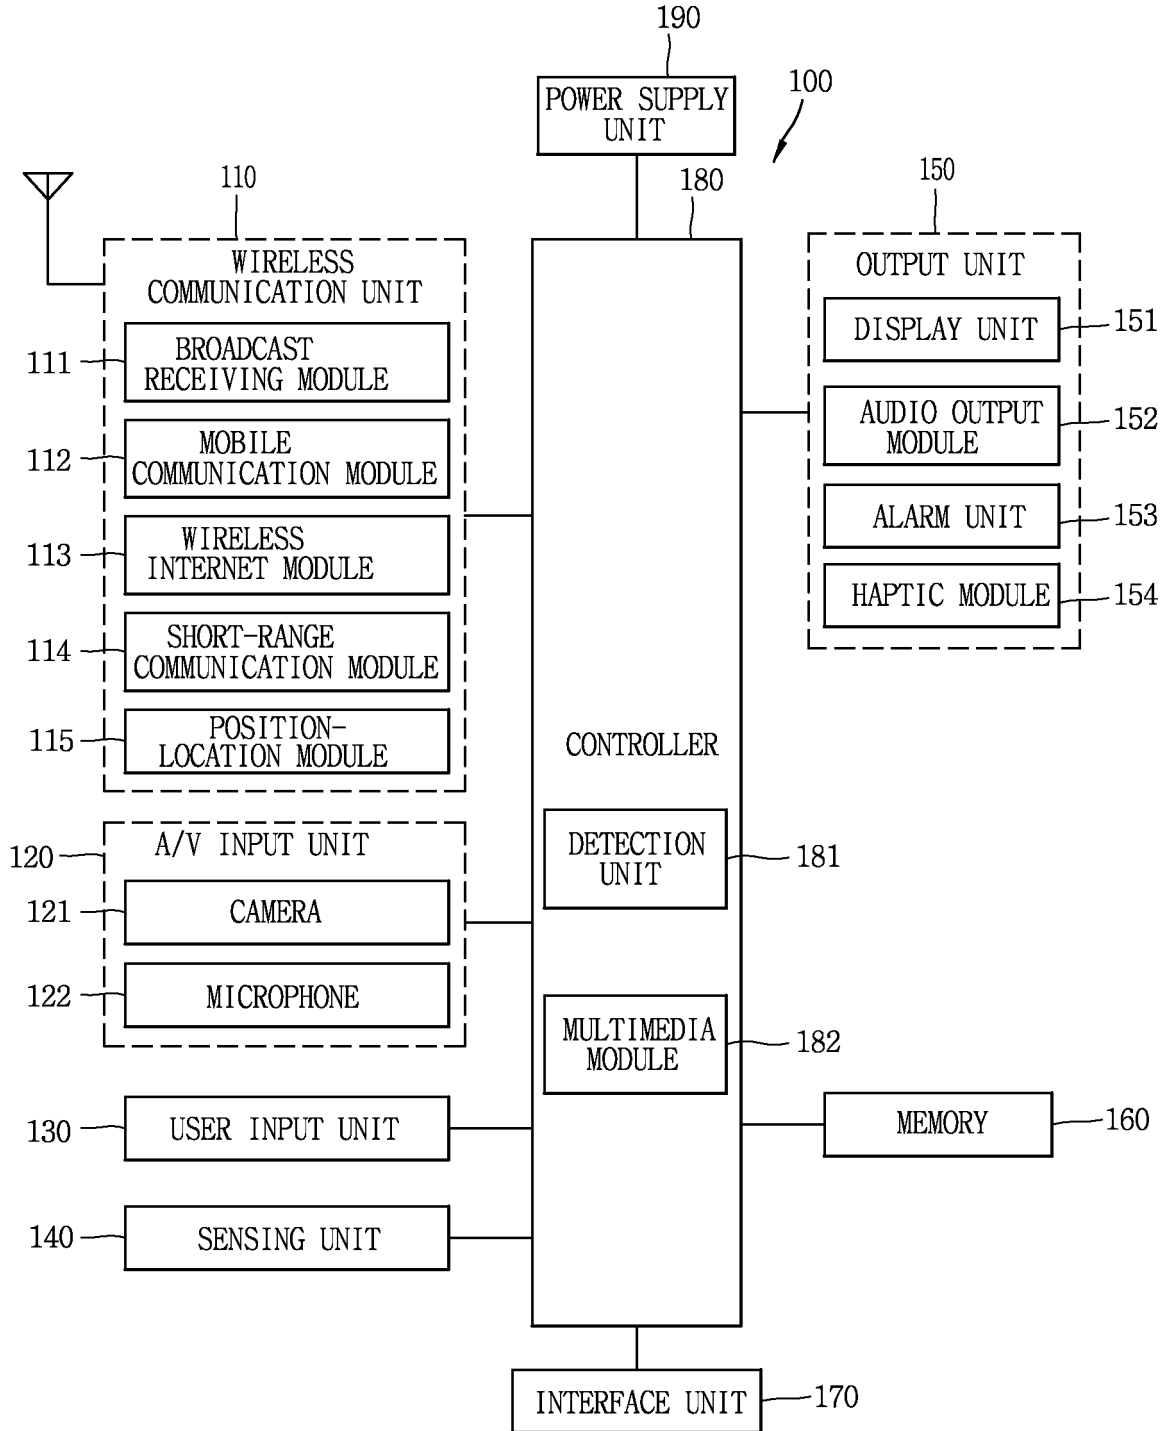 190
POWER SUPPLY
UNIT
100
110
180
150
WIRELESS
COMMUNICATION UNIT
111
BROADCAST
RECEIVING MODULE
112
MOBILE
COMMUNICATION MODULE
113
WIRELESS
INTERNET MODULE
114
SHORT-RANGE
COMMUNICATION MODULE
115
POSITION-
LOCATION MODULE
120
A/V INPUT UNIT
121
CAMERA
122
MICROPHONE
130
USER INPUT UNIT
140
SENSING UNIT
CONTROLLER
DETECTION
UNIT
181
MULTIMEDIA
MODULE
182
OUTPUT UNIT
DISPLAY UNIT
151
AUDIO OUTPUT
MODULE
152
ALARM UNIT
153
HAPTIC MODULE
154
MEMORY
160
INTERFACE UNIT
170